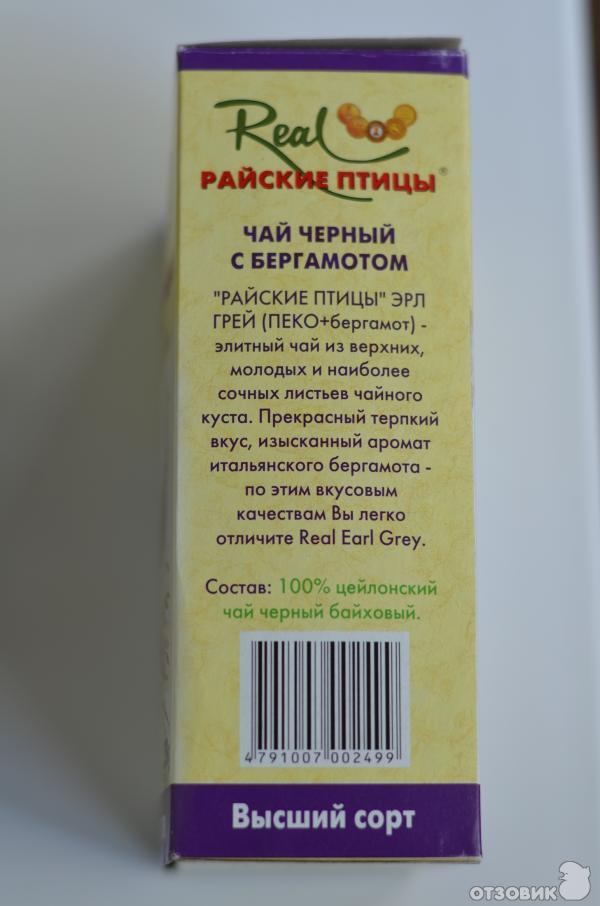 Real
РАЙСКИЕ ПТИЦЫ®
ЧАЙ ЧЕРНЫЙ
С БЕРГАМОТОМ
"РАЙСКИЕ ПТИЦЫ" ЭРЛ
ГРЕЙ (ПЕКО+бергамот) -
элитный чай из верхних,
молодых и наиболее
сочных листьев чайного
куста. Прекрасный терпкий
вкус, изысканный аромат
итальянского бергамота -
по этим вкусовым
качествам Вы легко
отличите Real Earl Grey.
Состав: 100% цейлонский
чай черный байховый.
4791007002499
Высший сорт
ОТЗОВИК